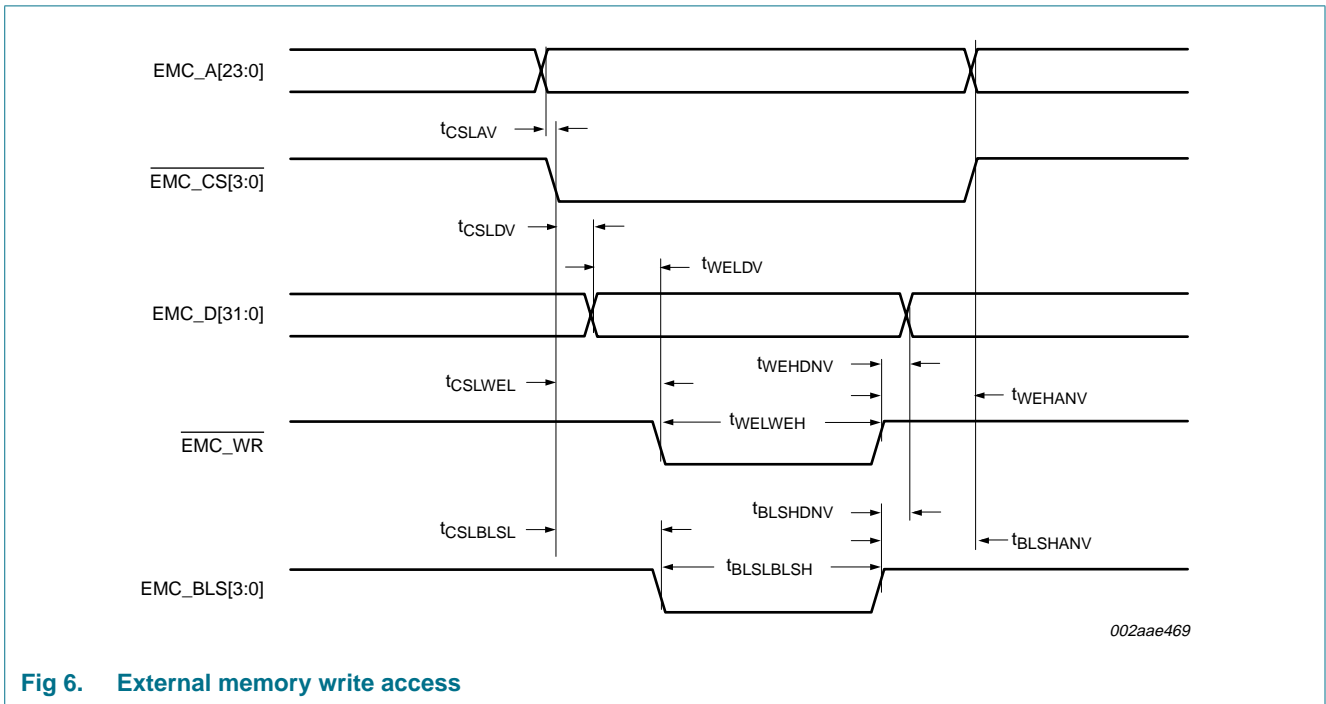 EMC_A[23:0]
tCSLAV
EMC_CS[3:0]
tCSLDV
tWELDV
EMC_D[31:0]
tWEHDNV
tCSLWEL
tWEHANV
tWELWEH
EMC_WR
tBLSHDNV
tCSLBLSL
tBLSHANV
tBLSLBLSH
EMC_BLS[3:0]
002aae469
Fig 6. External memory write access